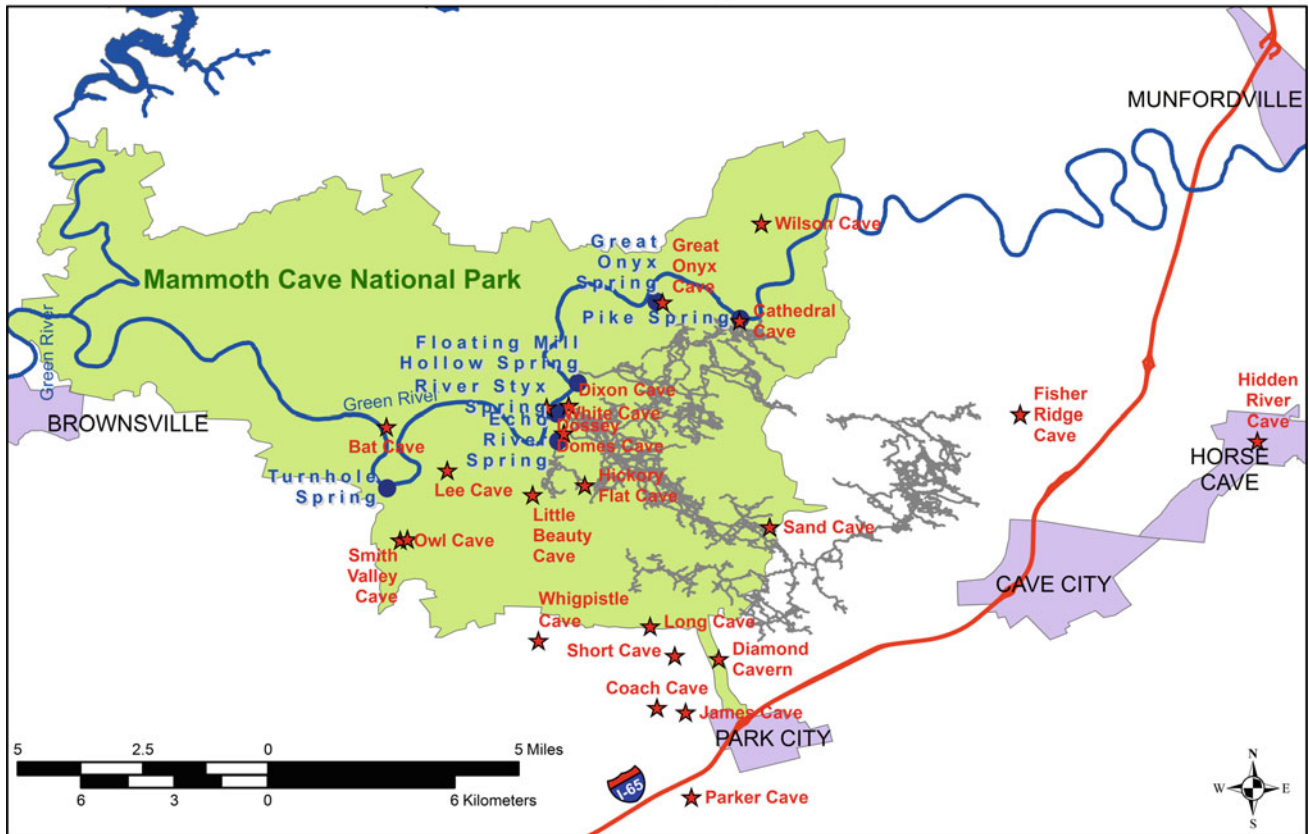 MUNFORDVILLE
Wilson Cave
Great
Onyx
Spring
Great
Onyx
Cave
Mammoth Cave National Park
Pike Spring
Cathedral
Cave
Green River
Floating Mill
Hollow Spring
River Styx
Spring
Dixon Cave
White Cave
Echo
River
Spring
Dossey
Domes Cave
Green River
BROWNSVILLE
Bat Cave
Fisher
Ridge
Cave
Hidden
River
Cave
HORSE
CAVE
Turnhole
Spring
Lee Cave
Hickory
Flat Cave
Little
Beauty
Cave
Sand Cave
Owl Cave
Smith
Valley
Cave
CAVE CITY
Whigpistle
Cave
Long Cave
Short Cave
Diamond
Cavern
Coach Cave
James Cave
PARK CITY
5 2.5 0 5 Miles
6 3 0 6 Kilometers
I-65
Parker Cave
N
W E
S